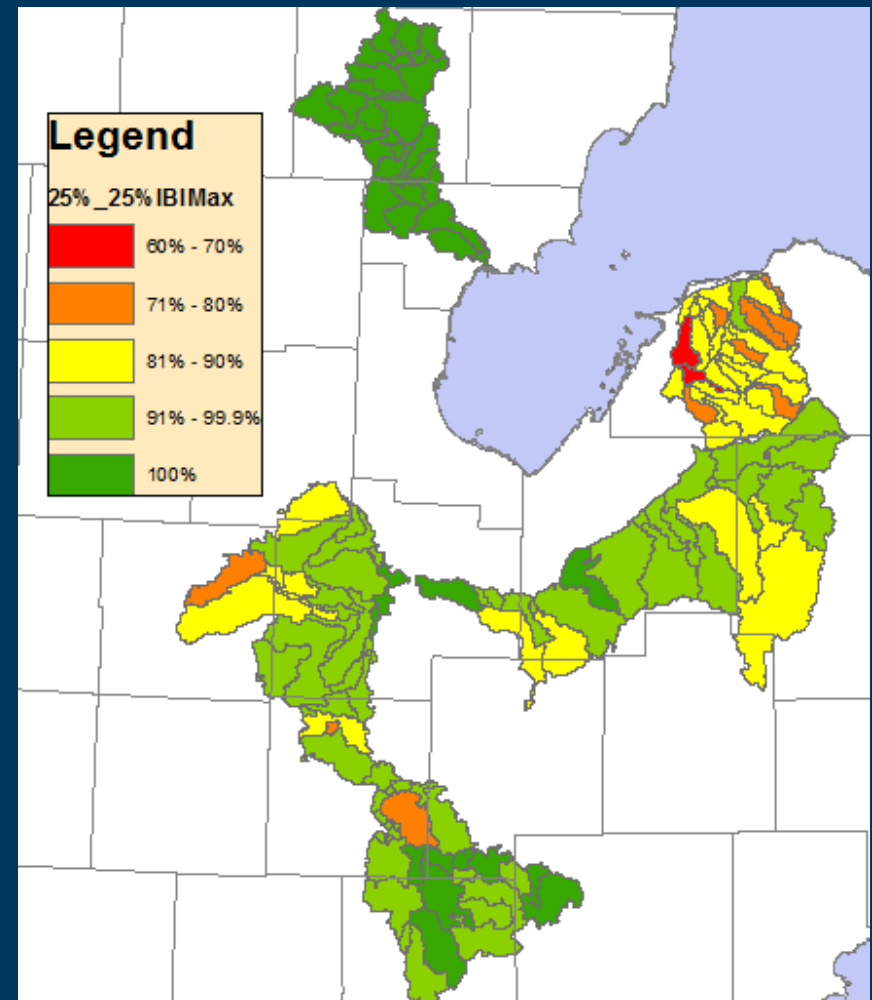 Legend
25%_25%IBIMax
60% - 70%
71% - 80%
81% - 90%
91% - 99.9%
100%